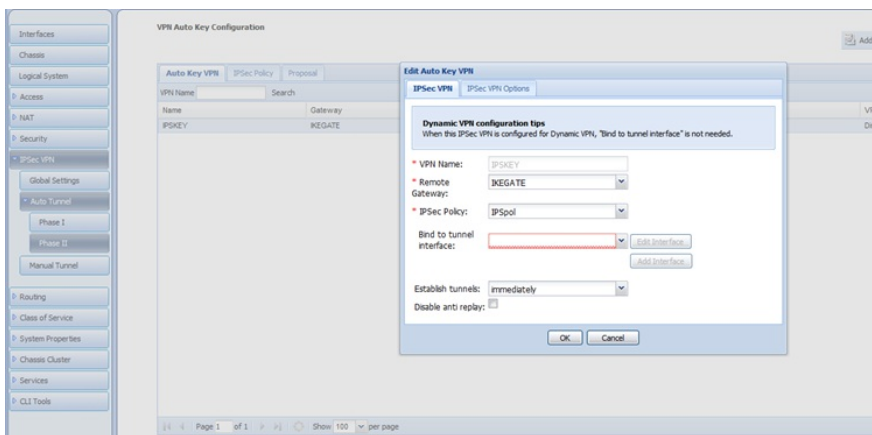 VPN Auto Key Configuration
Interfaces
Chassis
Logical System
Access
NAT
Security
IPSec VPN
Global Settings
Auto Tunnel
Phase I
Phase II
Manual Tunnel
Routing
Class of Service
System Properties
Chassis Cluster
Services
CLI Tools
Add
Auto Key VPN IPSec Policy Proposal
VPN Name Search
Name Gateway
IPSKEY IKEGATE
Edit Auto Key VPN
IPSec VPN IPSec VPN Options
Dynamic VPN configuration tips
When this IPSec VPN is configured for Dynamic VPN, "Bind to tunnel interface" is not needed.
* VPN Name: IPSKEY
* Remote Gateway: IKEGATE
* IPSec Policy: IPSpol
Bind to tunnel interface: Edit Interface
Add Interface
Establish tunnels: immediately
Disable anti replay:
OK Cancel
Page 1 of 1 Show 100 per page